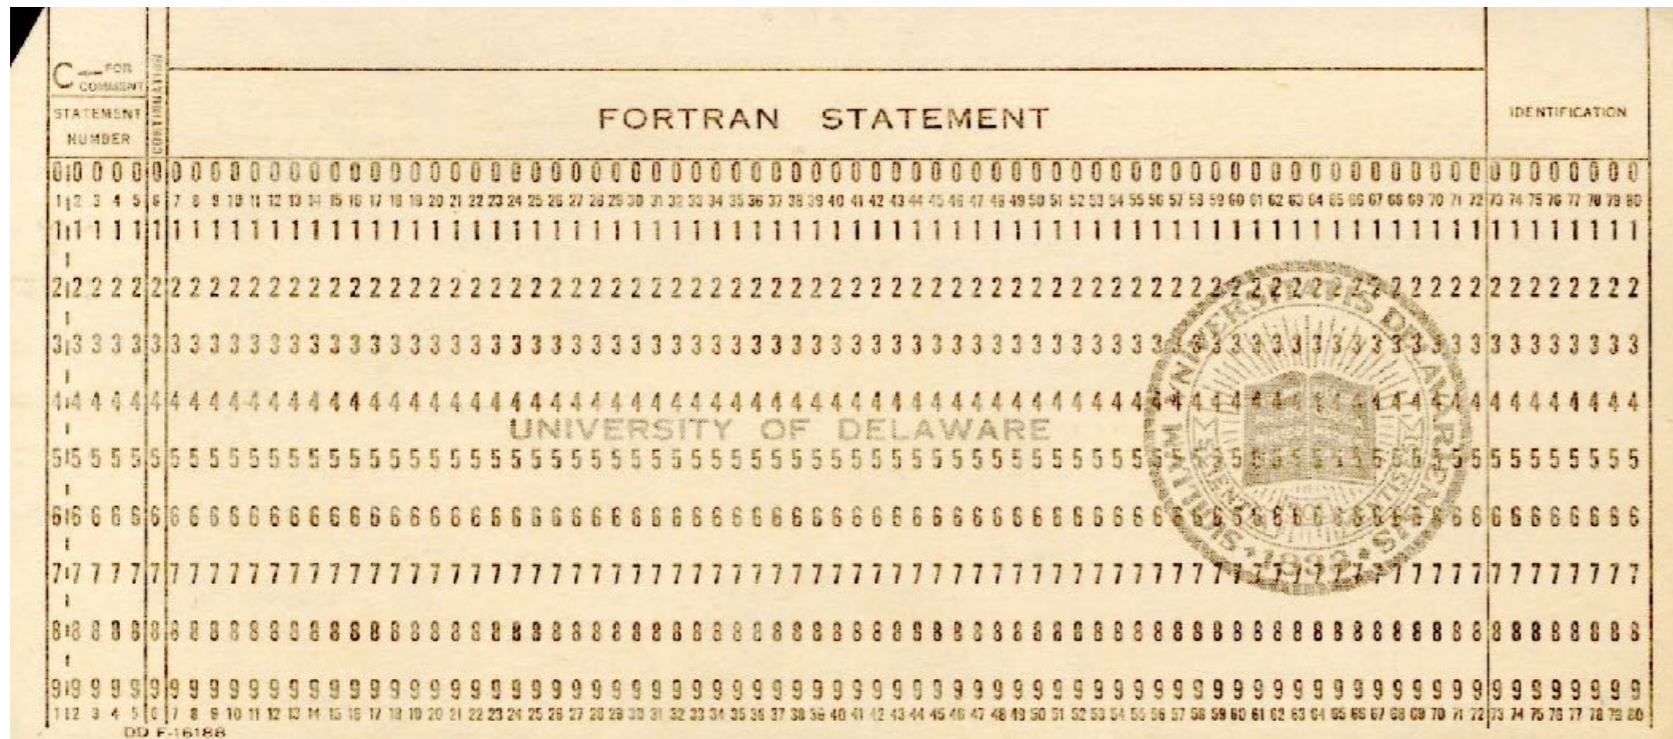 C FOR
COMMENT
STATEMENT
NUMBER
CONTINUATION
FORTRAN STATEMENT
IDENTIFICATION
0 0 0 0 0 0 0 0 0 0 0 0 0 0 0 0 0 0 0 0 0 0 0 0 0 0 0 0 0 0 0 0 0 0 0 0 0 0 0 0 0 0 0 0 0 0 0 0 0 0 0 0 0 0 0 0 0 0 0 0 0 0 0 0 0 0 0 0 0 0 0 0 0 0 0 0 0 0 0 0
1 2 3 4 5 6 7 8 9 10 11 12 13 14 15 16 17 18 19 20 21 22 23 24 25 26 27 28 29 30 31 32 33 34 35 36 37 38 39 40 41 42 43 44 45 46 47 48 49 50 51 52 53 54 55 56 57 58 59 60 61 62 63 64 65 66 67 68 69 70 71 72 73 74 75 76 77 78 79 80
1 1 1 1 1 1 1 1 1 1 1 1 1 1 1 1 1 1 1 1 1 1 1 1 1 1 1 1 1 1 1 1 1 1 1 1 1 1 1 1 1 1 1 1 1 1 1 1 1 1 1 1 1 1 1 1 1 1 1 1 1 1 1 1 1 1 1 1 1 1 1 1 1 1 1 1 1 1 1 1
2 2 2 2 2 2 2 2 2 2 2 2 2 2 2 2 2 2 2 2 2 2 2 2 2 2 2 2 2 2 2 2 2 2 2 2 2 2 2 2 2 2 2 2 2 2 2 2 2 2 2 2 2 2 2 2 2 2 2 2 2 2 2 2 2 2 2 2 2 2 2 2 2 2 2 2 2 2 2 2
3 3 3 3 3 3 3 3 3 3 3 3 3 3 3 3 3 3 3 3 3 3 3 3 3 3 3 3 3 3 3 3 3 3 3 3 3 3 3 3 3 3 3 3 3 3 3 3 3 3 3 3 3 3 3 3 3 3 3 3 3 3 3 3 3 3 3 3 3 3 3 3 3 3 3 3 3 3 3 3
4 4 4 4 4 4 4 4 4 4 4 4 4 4 4 4 4 4 4 4 4 4 4 4 4 4 4 4 4 4 4 4 4 4 4 4 4 4 4 4 4 4 4 4 4 4 4 4 4 4 4 4 4 4 4 4 4 4 4 4 4 4 4 4 4 4 4 4 4 4 4 4 4 4 4 4 4 4 4 4
UNIVERSITY OF DELAWARE
5 5 5 5 5 5 5 5 5 5 5 5 5 5 5 5 5 5 5 5 5 5 5 5 5 5 5 5 5 5 5 5 5 5 5 5 5 5 5 5 5 5 5 5 5 5 5 5 5 5 5 5 5 5 5 5 5 5 5 5 5 5 5 5 5 5 5 5 5 5 5 5 5 5 5 5 5 5 5 5
6 6 6 6 6 6 6 6 6 6 6 6 6 6 6 6 6 6 6 6 6 6 6 6 6 6 6 6 6 6 6 6 6 6 6 6 6 6 6 6 6 6 6 6 6 6 6 6 6 6 6 6 6 6 6 6 6 6 6 6 6 6 6 6 6 6 6 6 6 6 6 6 6 6 6 6 6 6 6 6
7 7 7 7 7 7 7 7 7 7 7 7 7 7 7 7 7 7 7 7 7 7 7 7 7 7 7 7 7 7 7 7 7 7 7 7 7 7 7 7 7 7 7 7 7 7 7 7 7 7 7 7 7 7 7 7 7 7 7 7 7 7 7 7 7 7 7 7 7 7 7 7 7 7 7 7 7 7 7 7
8 8 8 8 8 8 8 8 8 8 8 8 8 8 8 8 8 8 8 8 8 8 8 8 8 8 8 8 8 8 8 8 8 8 8 8 8 8 8 8 8 8 8 8 8 8 8 8 8 8 8 8 8 8 8 8 8 8 8 8 8 8 8 8 8 8 8 8 8 8 8 8 8 8 8 8 8 8 8 8
9 9 9 9 9 9 9 9 9 9 9 9 9 9 9 9 9 9 9 9 9 9 9 9 9 9 9 9 9 9 9 9 9 9 9 9 9 9 9 9 9 9 9 9 9 9 9 9 9 9 9 9 9 9 9 9 9 9 9 9 9 9 9 9 9 9 9 9 9 9 9 9 9 9 9 9 9 9 9 9
1 2 3 4 5 6 7 8 9 10 11 12 13 14 15 16 17 18 19 20 21 22 23 24 25 26 27 28 29 30 31 32 33 34 35 36 37 38 39 40 41 42 43 44 45 46 47 48 49 50 51 52 53 54 55 56 57 58 59 60 61 62 63 64 65 66 67 68 69 70 71 72 73 74 75 76 77 78 79 80
DD F-16188
SIGILLVM VNIVERSITATIS DELAWARENSIS